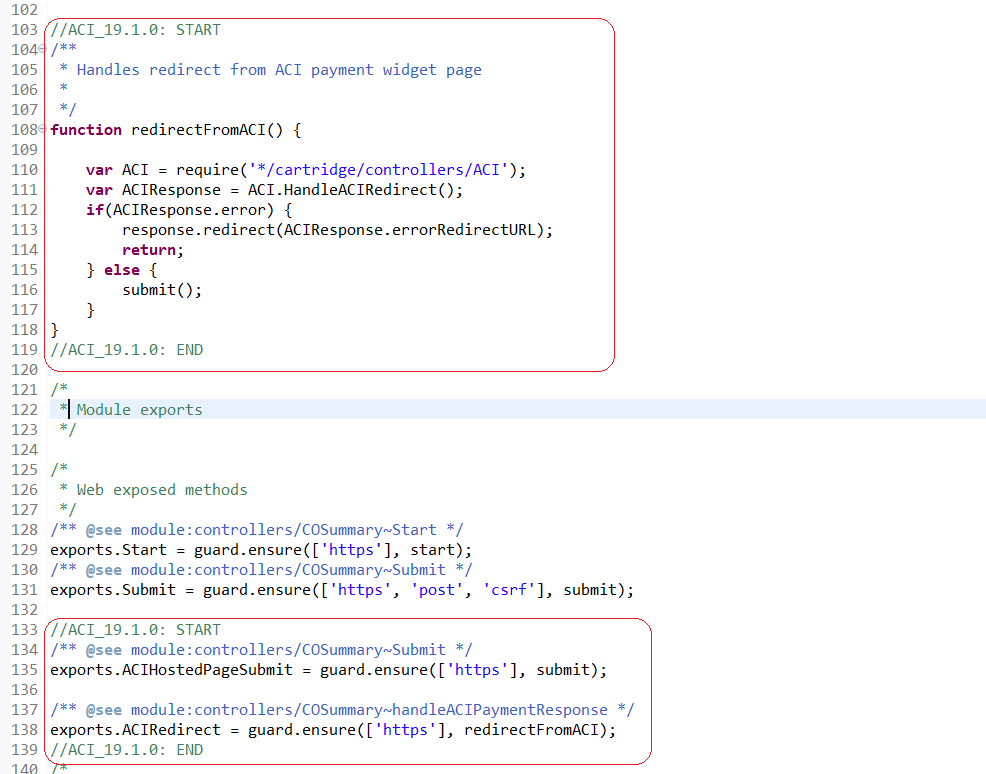 102
103 //ACI_19.1.0: START
104 /**
105  * Handles redirect from ACI payment widget page
106  *
107  */
108 function redirectFromACI() {
109
110     var ACI = require('*/cartridge/controllers/ACI');
111     var ACIResponse = ACI.HandleACIRedirect();
112     if(ACIResponse.error) {
113         response.redirect(ACIResponse.errorRedirectURL);
114         return;
115     } else {
116         submit();
117     }
118 }
119 //ACI_19.1.0: END
120
121 /*
122  * Module exports
123  */
124
125 /*
126  * Web exposed methods
127  */
128 /** @see module:controllers/COSummary~Start */
129 exports.Start = guard.ensure(['https'], start);
130 /** @see module:controllers/COSummary~Submit */
131 exports.Submit = guard.ensure(['https', 'post', 'csrf'], submit);
132
133 //ACI_19.1.0: START
134 /** @see module:controllers/COSummary~Submit */
135 exports.ACIHostedPageSubmit = guard.ensure(['https'], submit);
136
137 /** @see module:controllers/COSummary~handleACIPaymentResponse */
138 exports.ACIRedirect = guard.ensure(['https'], redirectFromACI);
139 //ACI_19.1.0: END
140 /*